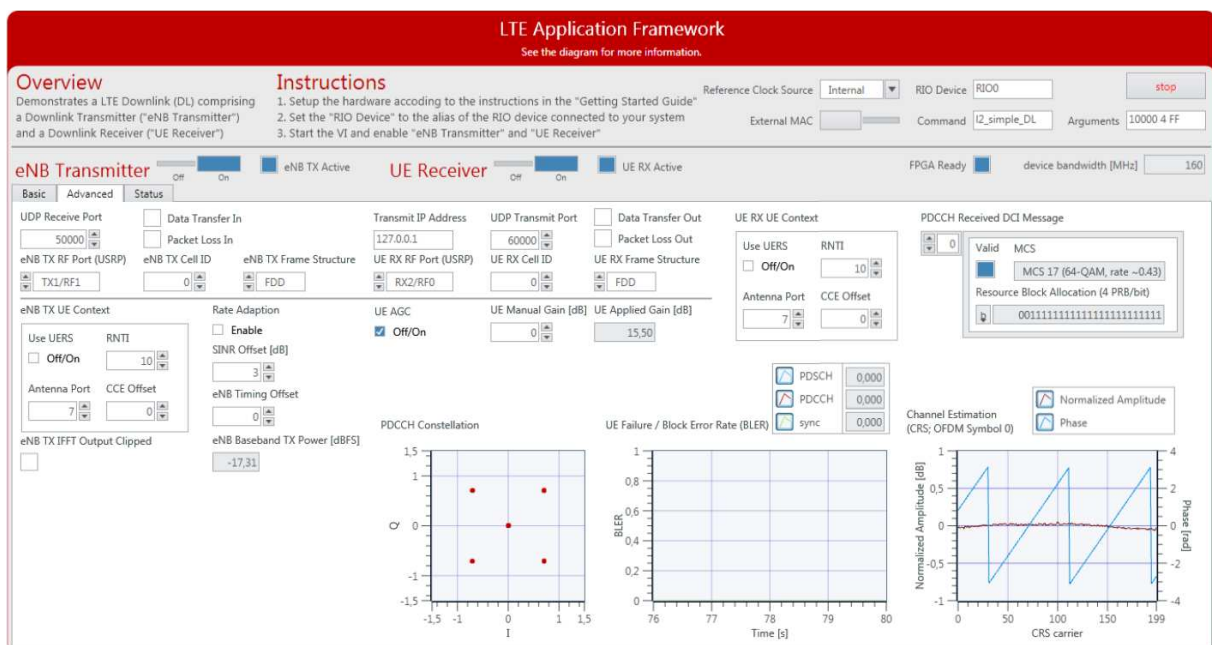 LTE Application Framework
See the diagram for more information.
Overview
Demonstrates a LTE Downlink (DL) comprising
a Downlink Transmitter ("eNB Transmitter")
and a Downlink Receiver ("UE Receiver")
Instructions
1. Setup the hardware accoding to the instructions in the "Getting Started Guide"
2. Set the "RIO Device" to the alias of the RIO device connected to your system
3. Start the VI and enable "eNB Transmitter" and "UE Receiver"
Reference Clock Source Internal RIO Device RIO0 stop
External MAC Command l2_simple_DL Arguments 10000 4 FF
eNB Transmitter Off On eNB TX Active UE Receiver Off On UE RX Active FPGA Ready device bandwidth [MHz] 160
Basic Advanced Status
UDP Receive Port Data Transfer In Transmit IP Address UDP Transmit Port Data Transfer Out UE RX UE Context PDCCH Received DCI Message
50000 Packet Loss In 127.0.0.1 60000 Packet Loss Out Use UERS RNTI 0 Valid MCS
eNB TX RF Port (USRP) eNB TX Cell ID eNB TX Frame Structure UE RX RF Port (USRP) UE RX Cell ID UE RX Frame Structure Off/On 10 MCS 17 (64-QAM, rate ~0.43)
TX1/RF1 0 FDD RX2/RF0 0 FDD Antenna Port CCE Offset Resource Block Allocation (4 PRB/bit)
7 0 b 0011111111111111111111111
eNB TX UE Context Rate Adaption UE AGC UE Manual Gain [dB] UE Applied Gain [dB]
Use UERS RNTI Enable Off/On 0 15,50
Off/On 10 SINR Offset [dB]
3
Antenna Port CCE Offset eNB Timing Offset
7 0 0
eNB TX IFFT Output Clipped eNB Baseband TX Power [dBFS]
-17,31
PDCCH Constellation
1,5
1
0
-1
-1,5
Q
-1,5 -1 0 1 1,5
I
PDSCH 0,000
PDCCH 0,000
sync 0,000
UE Failure / Block Error Rate (BLER)
1
0,8
0,6
0,4
0,2
0
BLER
76 77 78 79 80
Time [s]
Normalized Amplitude
Phase
Channel Estimation
(CRS; OFDM Symbol 0)
1
0,5
0
-0,5
-1
Normalized Amplitude [dB]
4
2
0
-2
-4
Phase [rad]
0 50 100 150 199
CRS carrier